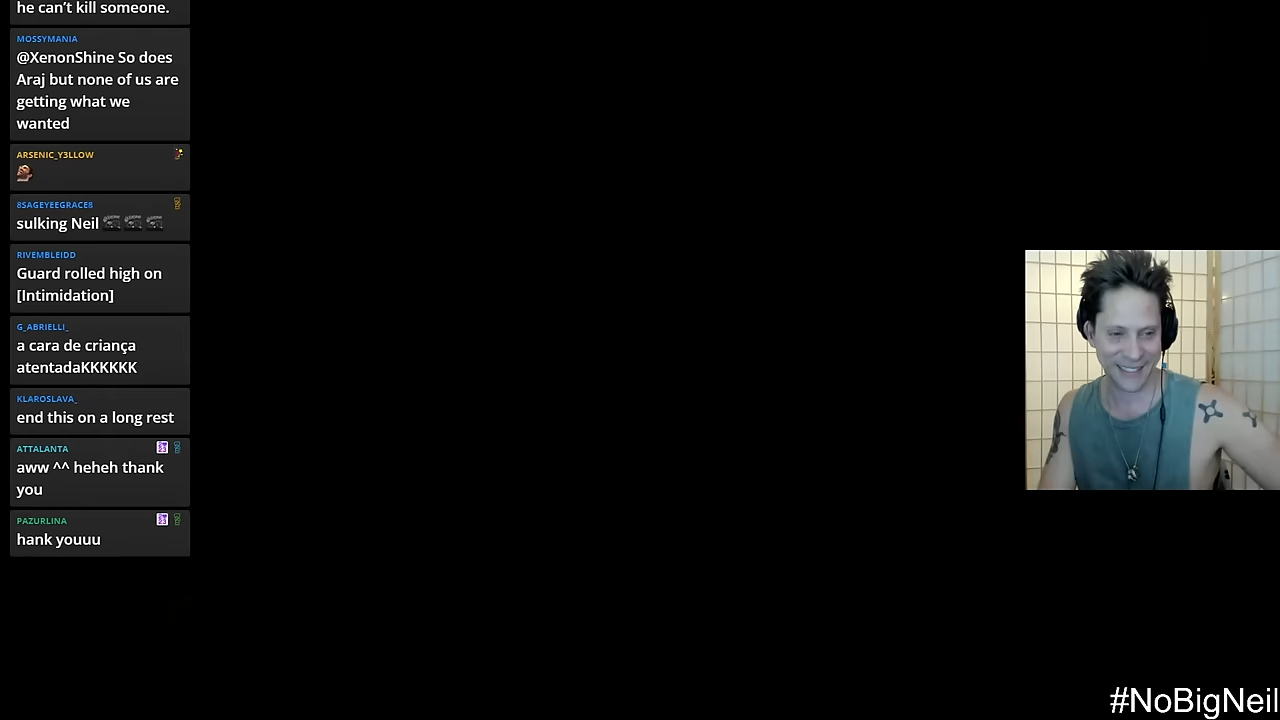 he can’t kill someone.
MOSSYMANIA
@XenonShine So does
Araj but none of us are
getting what we
wanted
ARSENIC_Y3LLOW
8SAGEYEEGRACE8
sulking Neil
RIVEMBLEIDD
Guard rolled high on
[Intimidation]
G_ABRIELLI_
a cara de criança
atentadaKKKKKK
KLAROSLAVA_
end this on a long rest
ATTALANTA
aww ^^ heheh thank
you
PAZURLINA
hank youuu
#NoBigNeil